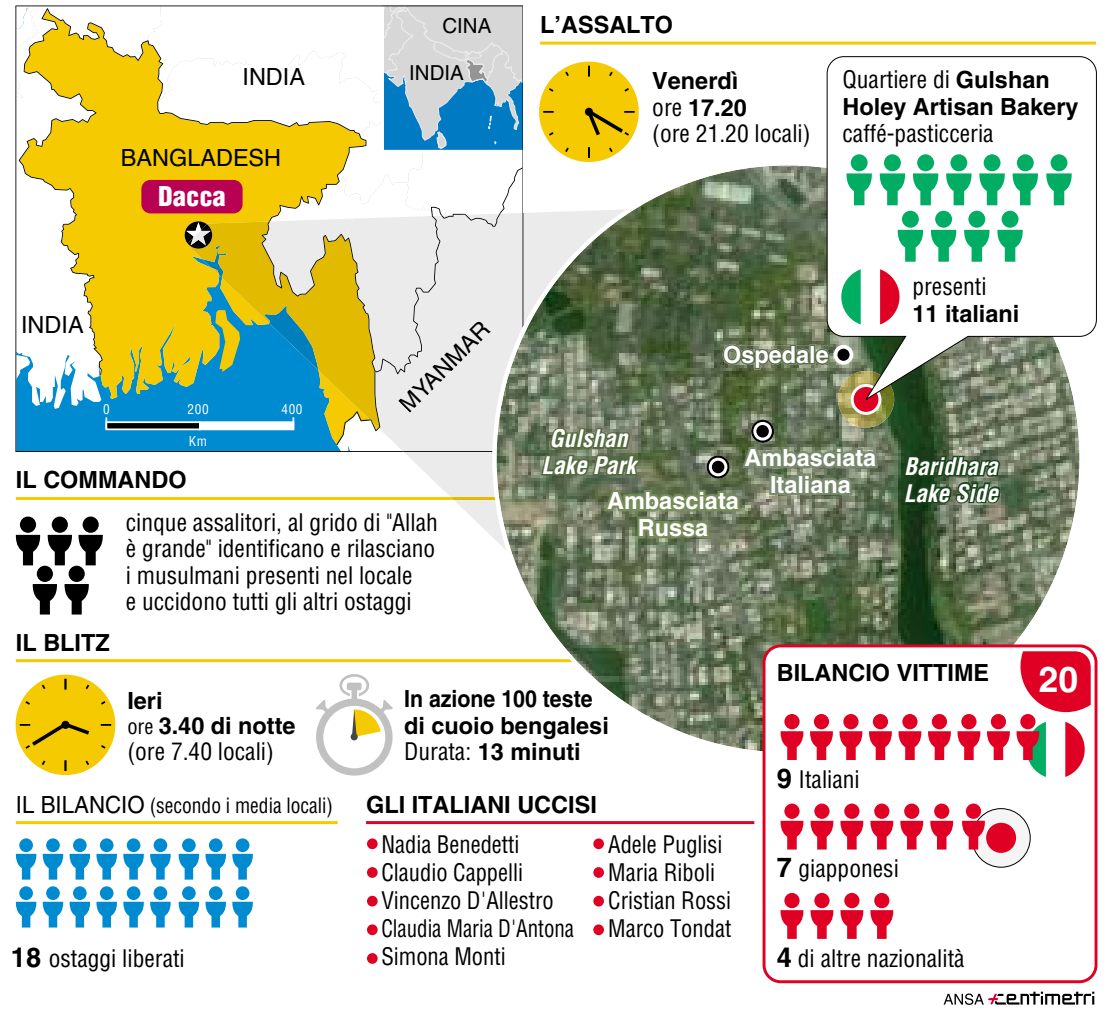 CINA
INDIA
INDIA
BANGLADESH
Dacca
INDIA
MYANMAR
0 200 400
Km
L'ASSALTO
Venerdì
ore 17.20
(ore 21.20 locali)
Quartiere di Gulshan
Holey Artisan Bakery
caffé-pasticceria
presenti
11 italiani
Ospedale
Gulshan
Lake Park
Ambasciata
Italiana
Ambasciata
Russa
Baridhara
Lake Side
IL COMMANDO
cinque assalitori, al grido di "Allah
è grande" identificano e rilasciano
i musulmani presenti nel locale
e uccidono tutti gli altri ostaggi
IL BLITZ
Ieri
ore 3.40 di notte
(ore 7.40 locali)
In azione 100 teste
di cuoio bengalesi
Durata: 13 minuti
IL BILANCIO (secondo i media locali)
18 ostaggi liberati
GLI ITALIANI UCCISI
Nadia Benedetti
Claudio Cappelli
Vincenzo D'Allestro
Claudia Maria D'Antona
Simona Monti
Adele Puglisi
Maria Riboli
Cristian Rossi
Marco Tondat
BILANCIO VITTIME 20
9 Italiani
7 giapponesi
4 di altre nazionalità
ANSA centimetri